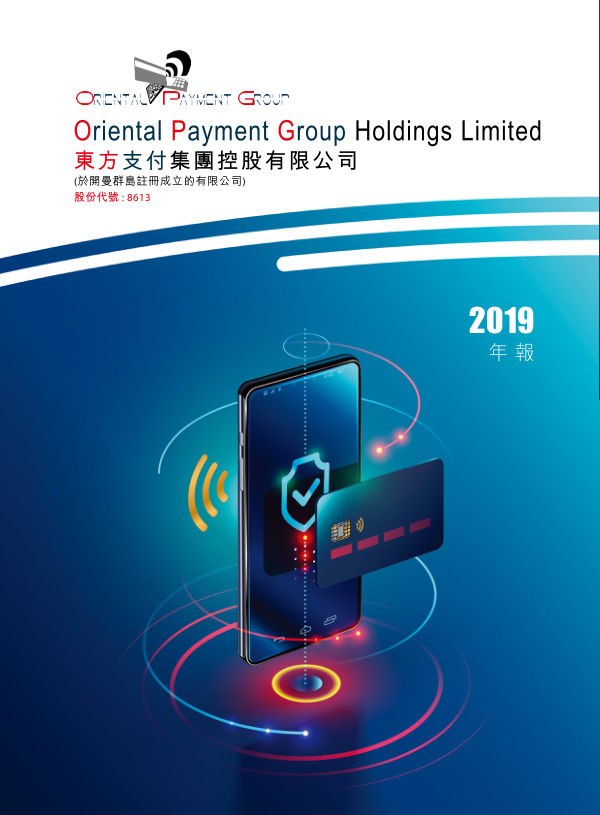 ORIENTAL PAYMENT GROUP
Oriental Payment Group Holdings Limited
東方支付集團控股有限公司
(於開曼群島註冊成立的有限公司)
股份代號 : 8613
2019
年報